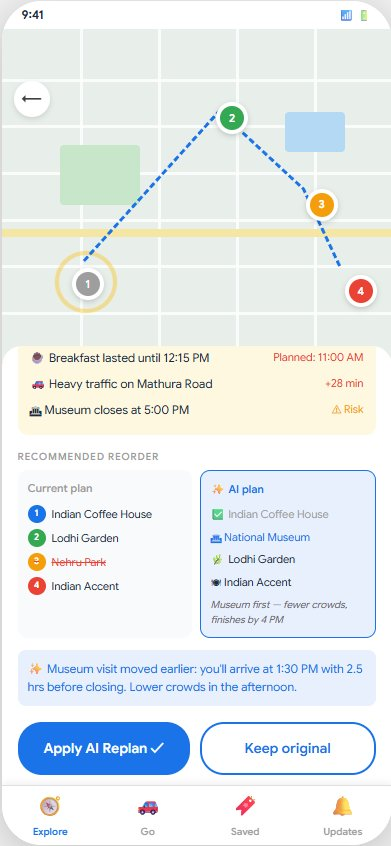 9:41
2
3
1
4
Breakfast lasted until 12:15 PM Planned: 11:00 AM
Heavy traffic on Mathura Road +28 min
Museum closes at 5:00 PM ⚠ Risk
RECOMMENDED REORDER
Current plan
1 Indian Coffee House
2 Lodhi Garden
3 Nehru Park
4 Indian Accent
✨ AI plan
✅ Indian Coffee House
National Museum
Lodhi Garden
Indian Accent
Museum first — fewer crowds,
finishes by 4 PM
✨ Museum visit moved earlier: you'll arrive at 1:30 PM with 2.5
hrs before closing. Lower crowds in the afternoon.
Apply AI Replan ✓
Keep original
Explore
Go
Saved
Updates